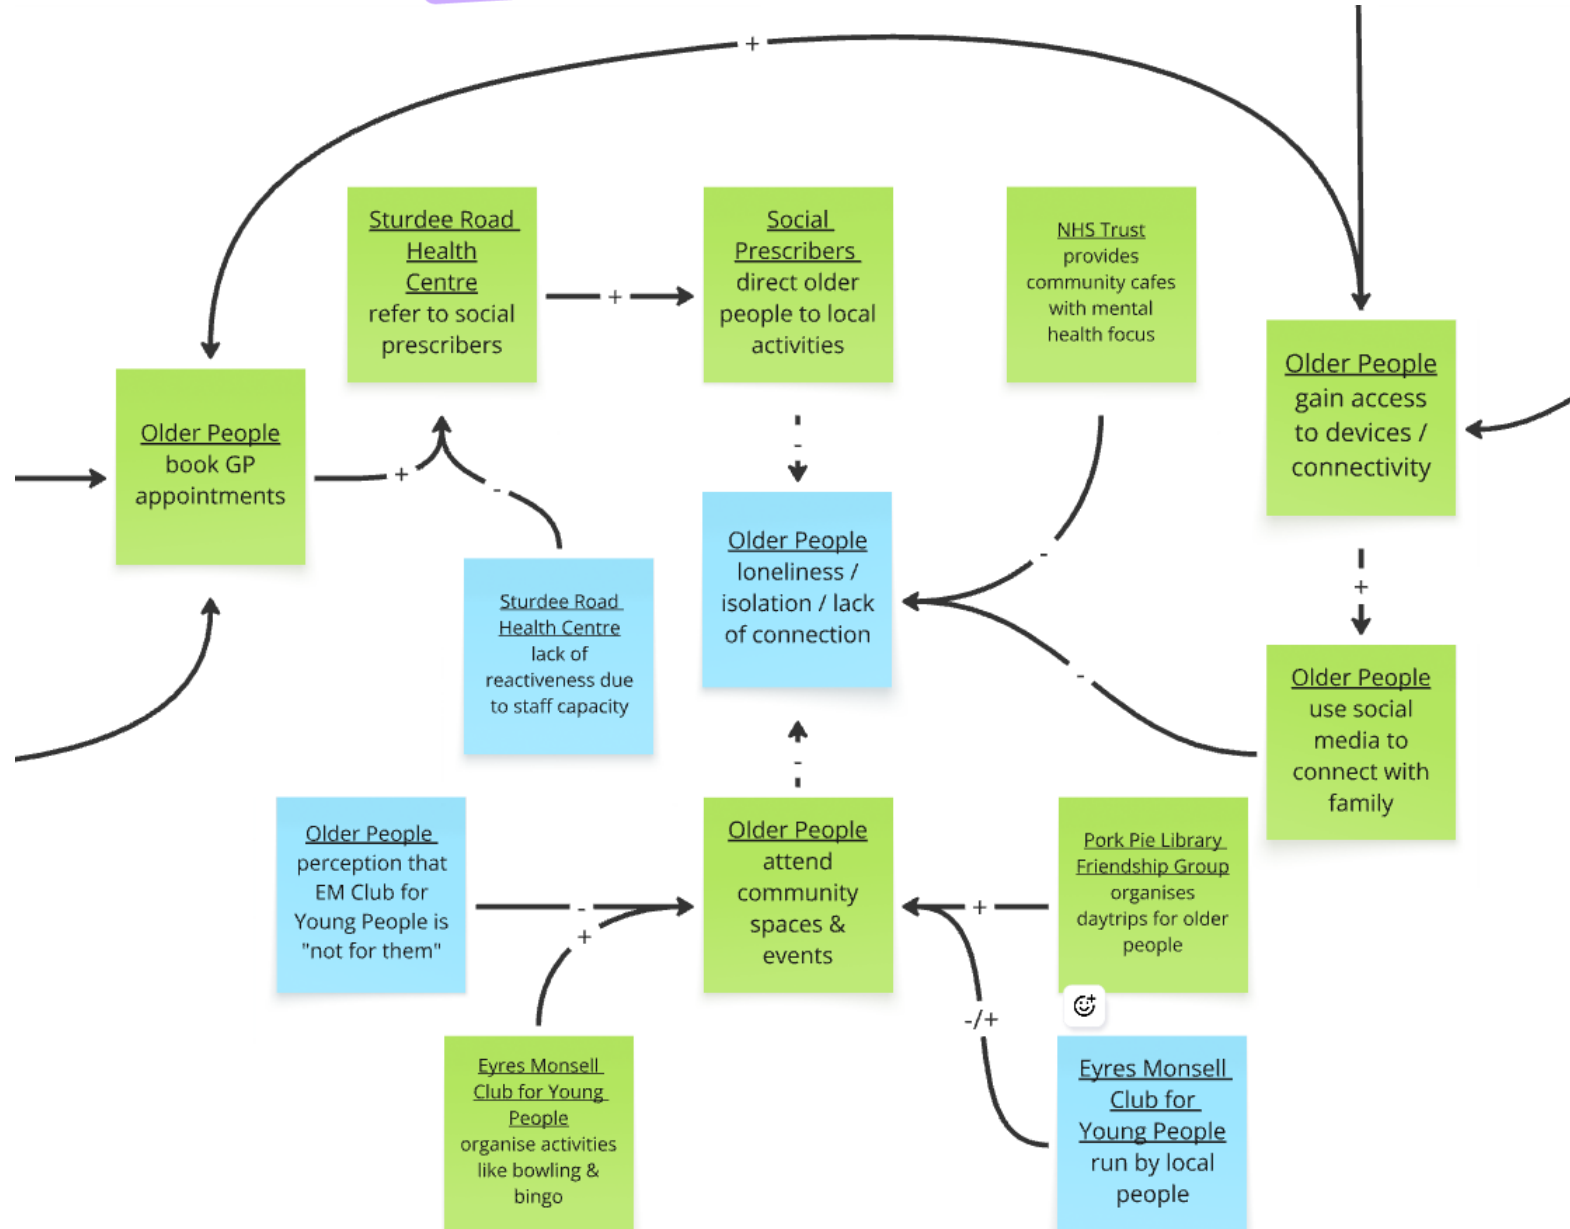 +
Sturdee Road
Health
Centre
refer to social
prescribers
+
Social
Prescribers
direct older
people to local
activities
NHS Trust
provides
community cafes
with mental
health focus
Older People
gain access
to devices /
connectivity
Older People
book GP
appointments
+
-
-
-
+
Older People
loneliness /
isolation / lack
of connection
Sturdee Road
Health Centre
lack of
reactiveness due
to staff capacity
-
Older People
use social
media to
connect with
family
-
Older People
perception that
EM Club for
Young People is
"not for them"
-
+
Older People
attend
community
spaces &
events
+
Pork Pie Library
Friendship Group
organises
daytrips for older
people
-/+
Eyres Monsell
Club for Young
People
organise activities
like bowling &
bingo
Eyres Monsell
Club for
Young People
run by local
people